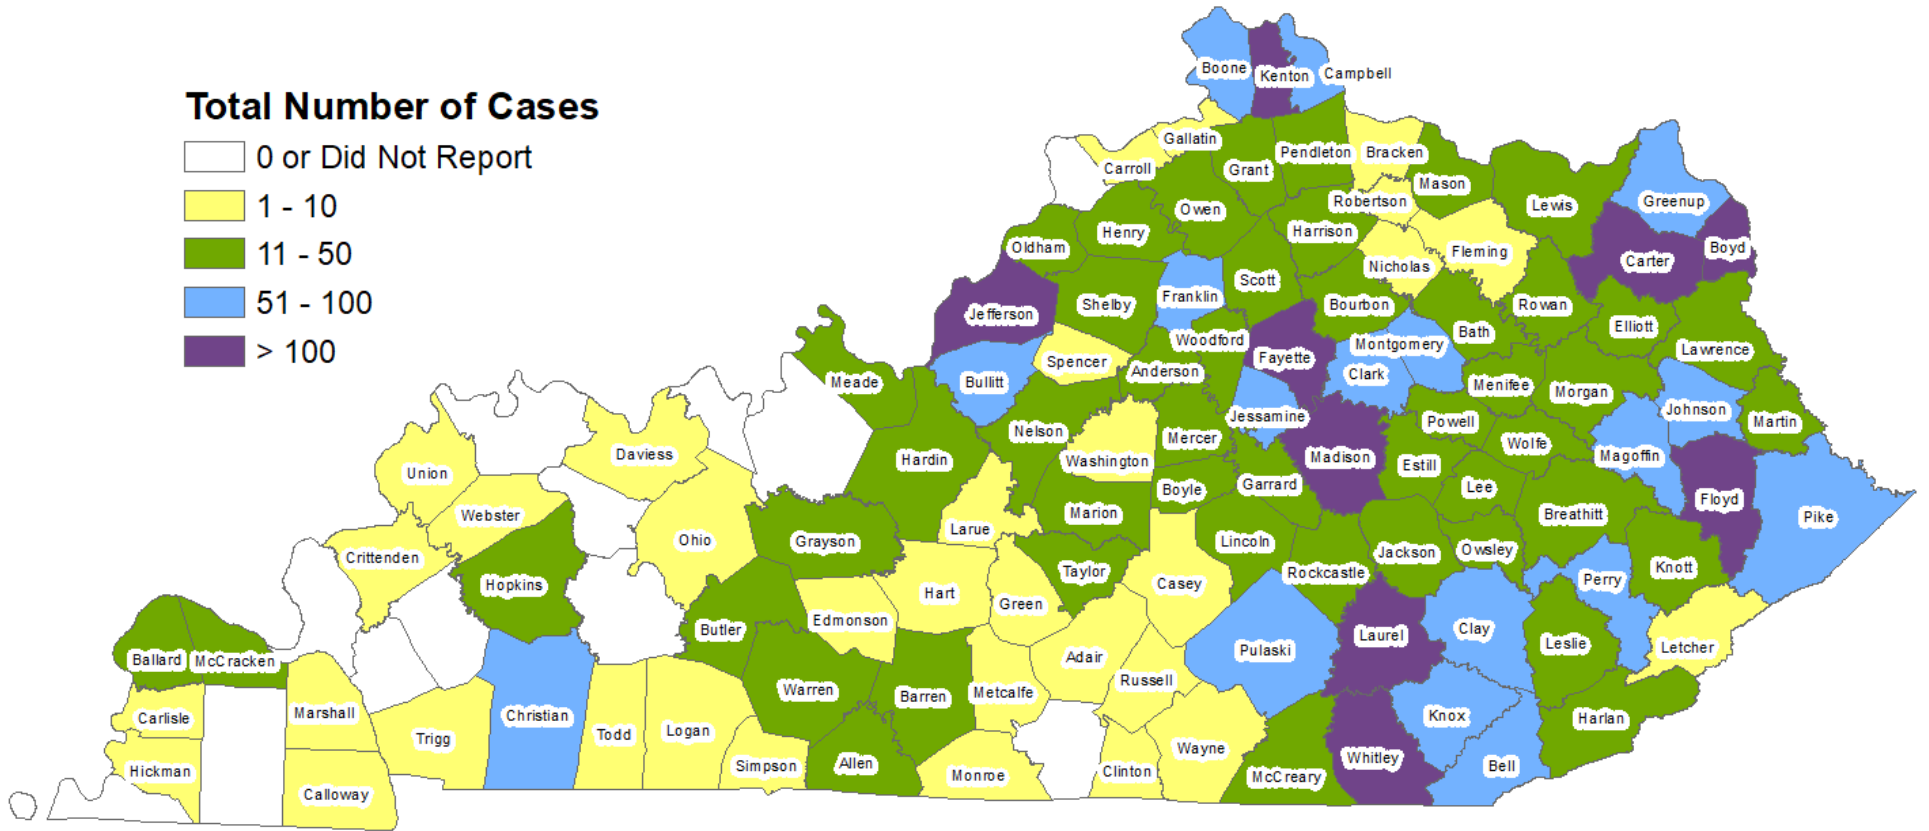 Total Number of Cases
0 or Did Not Report
1 - 10
11 - 50
51 - 100
> 100
Boone
Kenton
Campbell
Gallatin
Carroll
Grant
Pendleton
Bracken
Mason
Robertson
Lewis
Greenup
Owen
Henry
Harrison
Oldham
Fleming
Nicholas
Carter
Boyd
Scott
Franklin
Shelby
Bourbon
Rowan
Jefferson
Elliott
Bath
Woodford
Montgomery
Lawrence
Fayette
Spencer
Anderson
Clark
Bullitt
Meade
Menifee
Morgan
Johnson
Jessamine
Powell
Martin
Nelson
Mercer
Wolfe
Magoffin
Madison
Estill
Washington
Hardin
Daviess
Union
Garrard
Lee
Boyle
Floyd
Marion
Breathitt
Pike
Webster
Larue
Ohio
Grayson
Lincoln
Jackson
Owsley
Crittenden
Taylor
Rockcastle
Knott
Perry
Casey
Hopkins
Hart
Green
Edmonson
Butler
Laurel
Clay
Leslie
Letcher
Pulaski
Adair
Ballard
McCracken
Russell
Warren
Barren
Metcalfe
Marshall
Carlisle
Christian
Knox
Harlan
Todd
Logan
Trigg
Wayne
Whitley
Bell
Allen
Simpson
Monroe
Clinton
McCreary
Hickman
Calloway